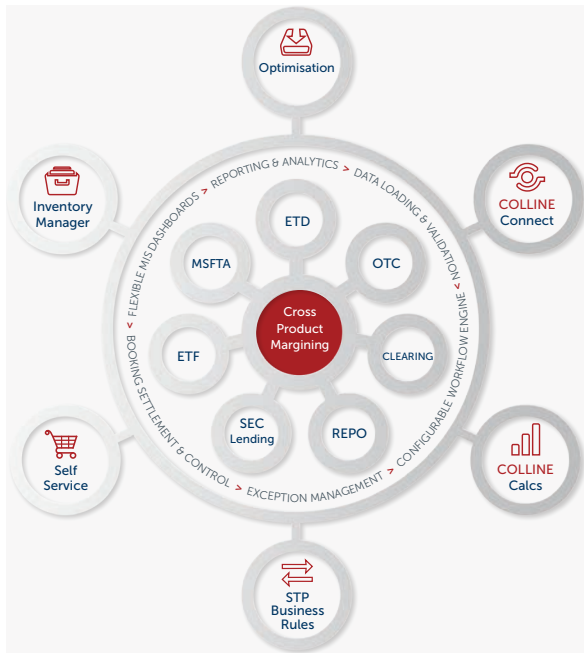 Optimisation
Inventory
Manager
COLLINE
Connect
FLEXIBLE MIS DASHBOARDS > REPORTING & ANALYTICS > DATA LOADING & VALIDATION >
CONFIGURABLE WORKFLOW ENGINE
BOOKING SETTLEMENT & CONTROL > EXCEPTION MANAGEMENT >
<
ETD
MSFTA
OTC
Cross
Product
Margining
ETF
CLEARING
SEC
Lending
REPO
Self
Service
COLLINE
Calcs
STP
Business
Rules